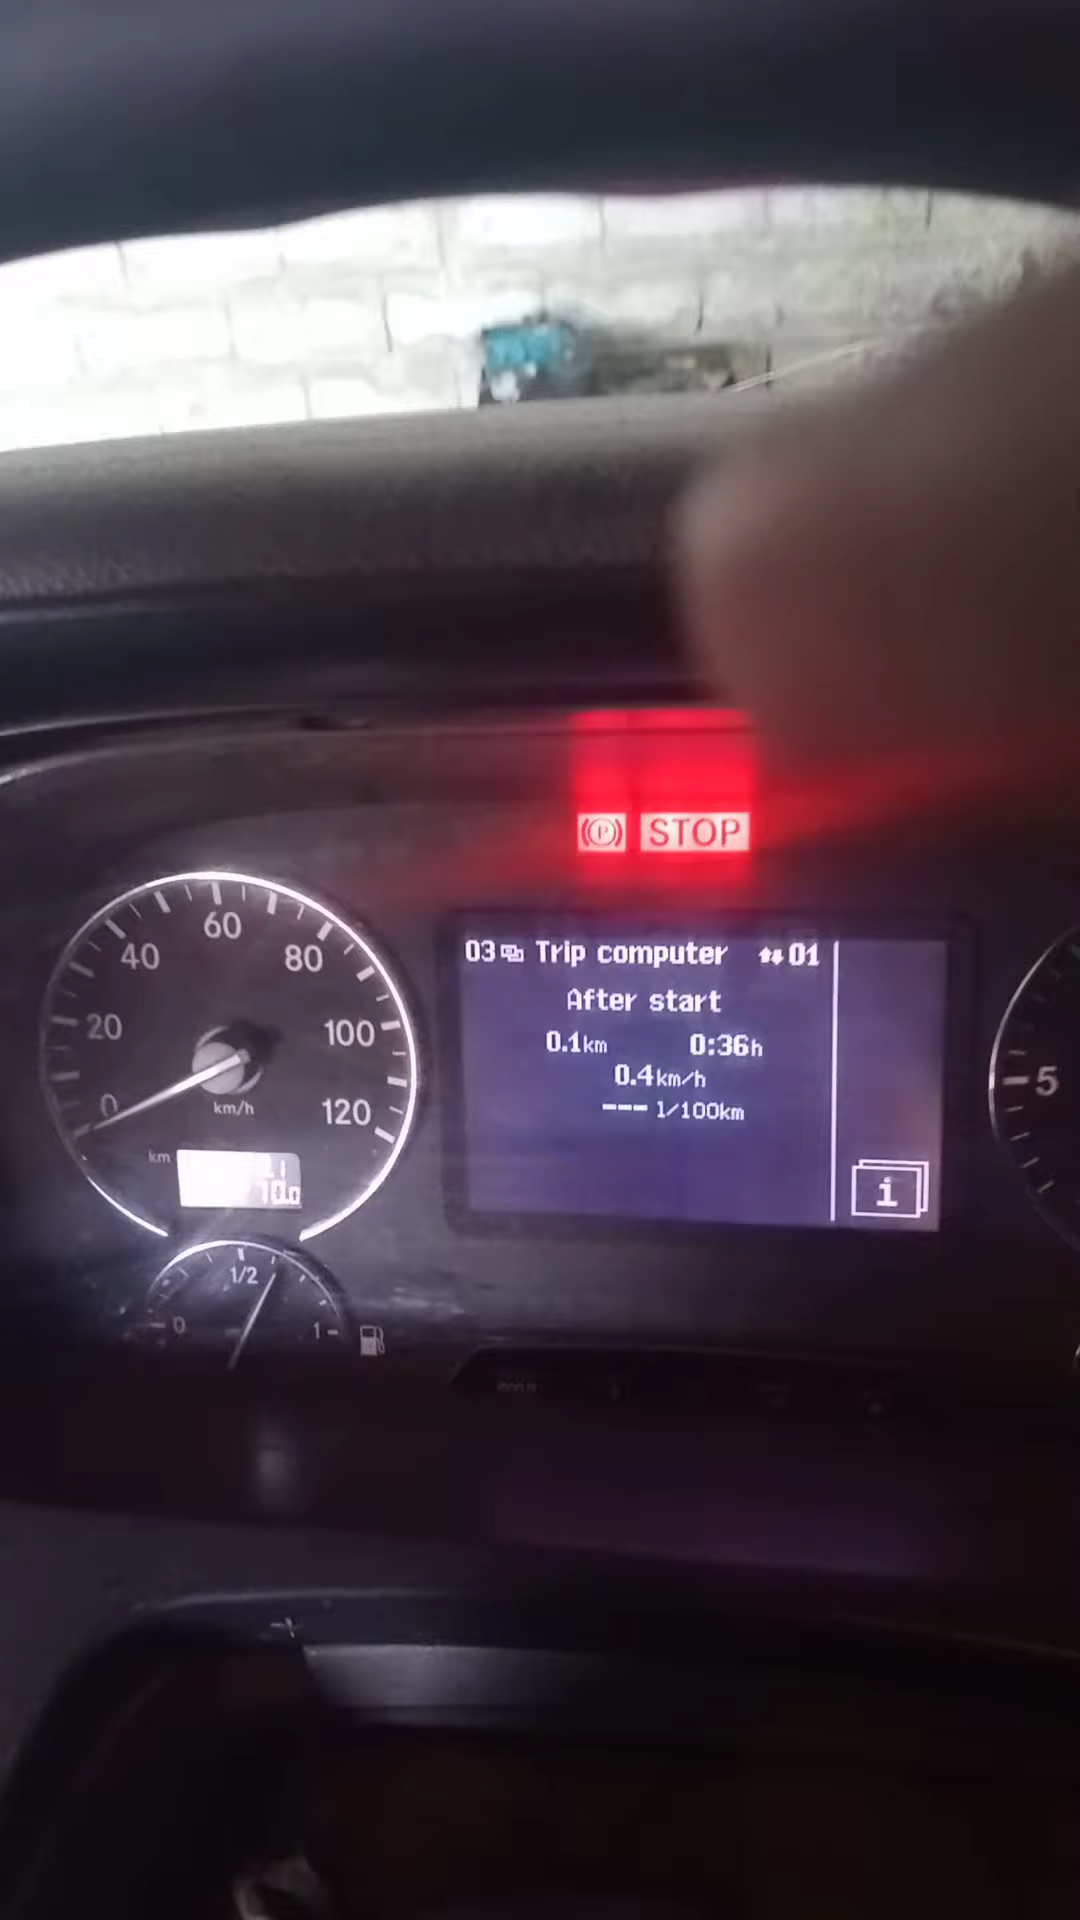 (P) STOP
60
40 80
20 100
0 120
km/h
km
03 Trip computer 01
After start
0.1km 0:36h
0.4km/h
--- l/100km
i
5
1/2
0 1